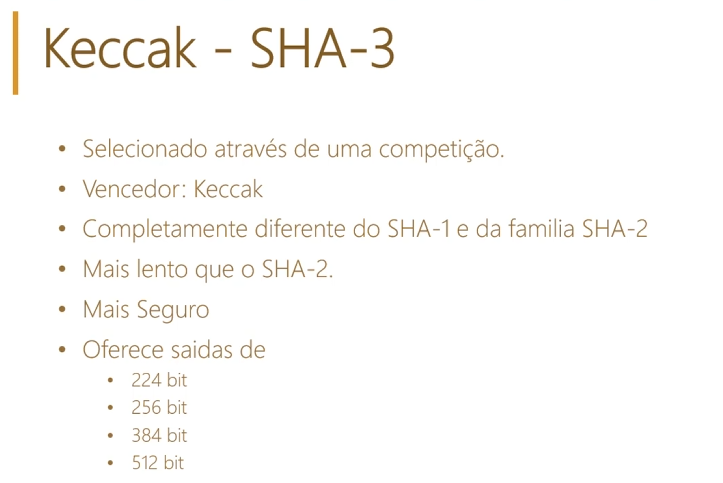 Keccak - SHA-3
• Selecionado através de uma competição.
• Vencedor: Keccak
• Completamente diferente do SHA-1 e da familia SHA-2
• Mais lento que o SHA-2.
• Mais Seguro
• Oferece saidas de
• 224 bit
• 256 bit
• 384 bit
• 512 bit